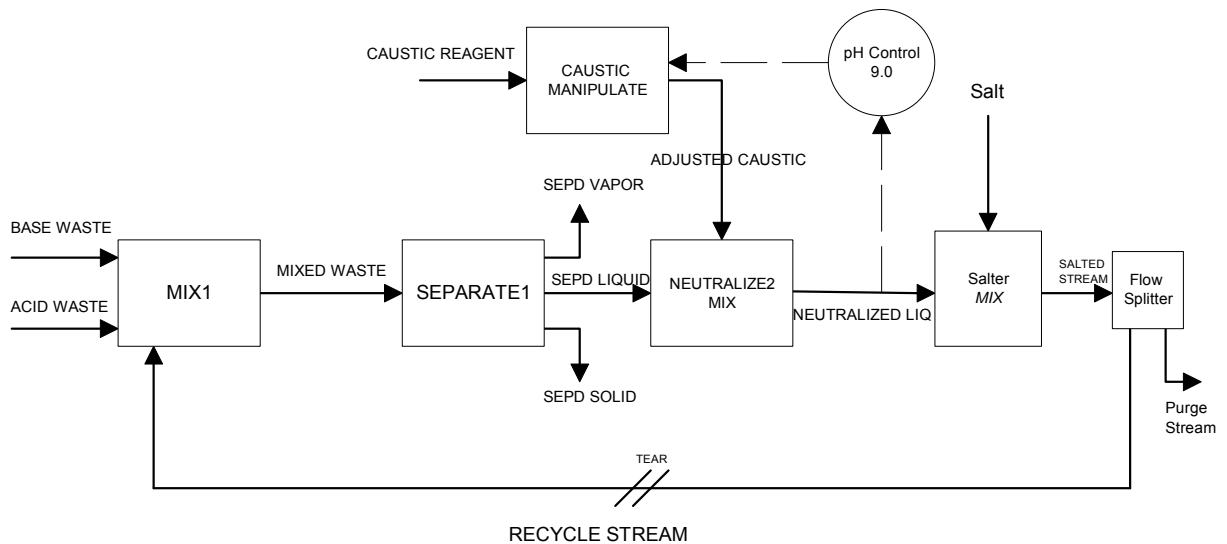 CAUSTIC REAGENT
CAUSTIC
MANIPULATE
pH Control
9.0
Salt
ADJUSTED CAUSTIC
SEPD VAPOR
BASE WASTE
MIXED WASTE
SEPD LIQUID
MIX1
SEPARATE1
NEUTRALIZE2
MIX
Salter
MIX
SALTED
STREAM
Flow
Splitter
ACID WASTE
NEUTRALIZED LIQ
SEPD SOLID
Purge
Stream
TEAR
RECYCLE STREAM